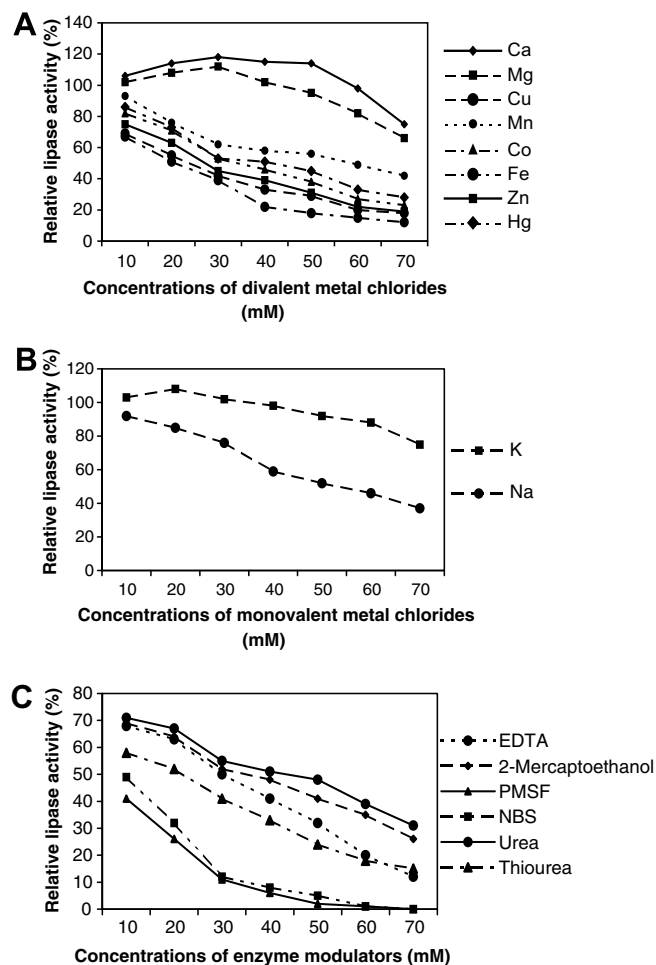 A
Relative lipase activity (%)
140
120
100
80
60
40
20
0
10 20 30 40 50 60 70
Concentrations of divalent metal chlorides
(mM)
Ca
Mg
Cu
Mn
Co
Fe
Zn
Hg
B
Relative lipase activity (%)
120
100
80
60
40
20
0
10 20 30 40 50 60 70
Concentrations of monovalent metal chlorides
(mM)
K
Na
C
Relative lipase activity (%)
80
70
60
50
40
30
20
10
0
10 20 30 40 50 60 70
Concentrations of enzyme modulators (mM)
EDTA
2-Mercaptoethanol
PMSF
NBS
Urea
Thiourea